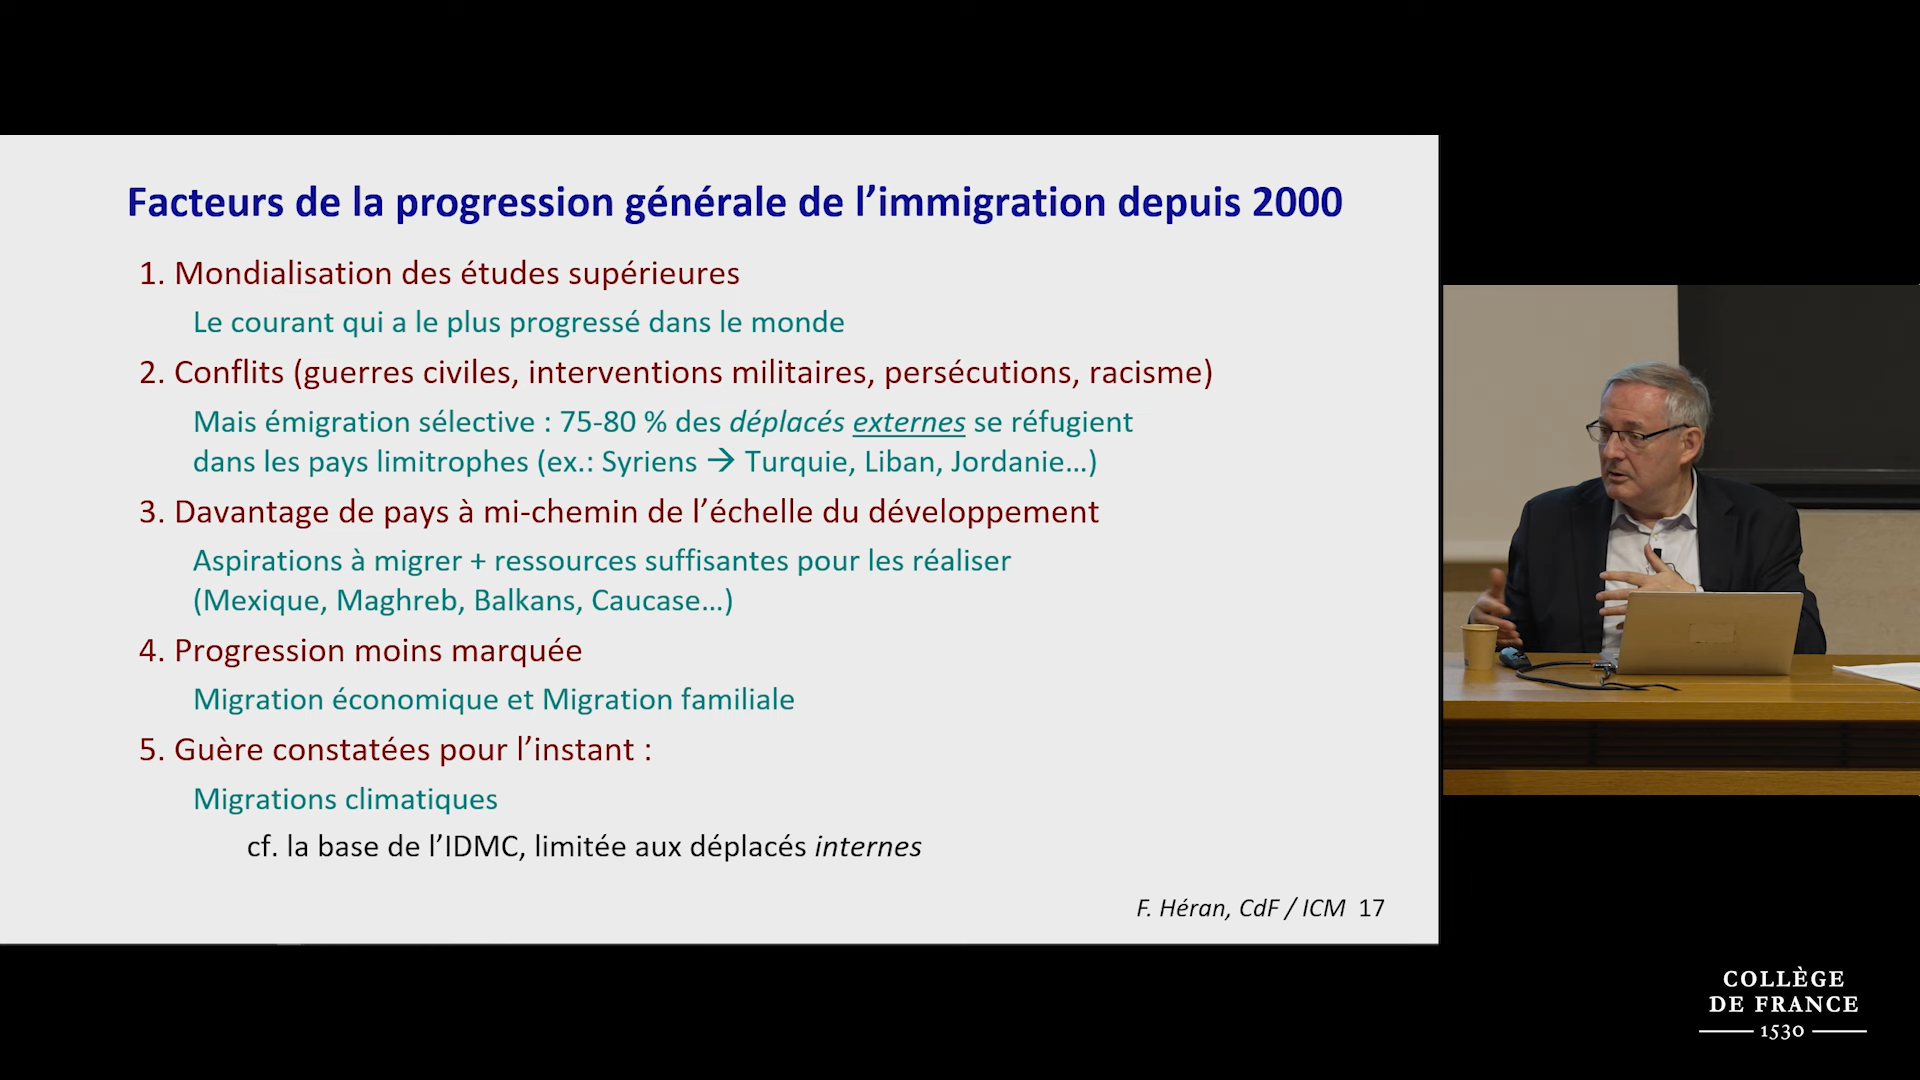 Facteurs de la progression générale de l’immigration depuis 2000
1. Mondialisation des études supérieures
Le courant qui a le plus progressé dans le monde
2. Conflits (guerres civiles, interventions militaires, persécutions, racisme)
Mais émigration sélective : 75-80 % des déplacés externes se réfugient
dans les pays limitrophes (ex.: Syriens → Turquie, Liban, Jordanie…)
3. Davantage de pays à mi-chemin de l’échelle du développement
Aspirations à migrer + ressources suffisantes pour les réaliser
(Mexique, Maghreb, Balkans, Caucase…)
4. Progression moins marquée
Migration économique et Migration familiale
5. Guère constatées pour l’instant :
Migrations climatiques
cf. la base de l’IDMC, limitée aux déplacés internes
F. Héran, CdF / ICM 17
COLLÈGE
DE FRANCE
1530